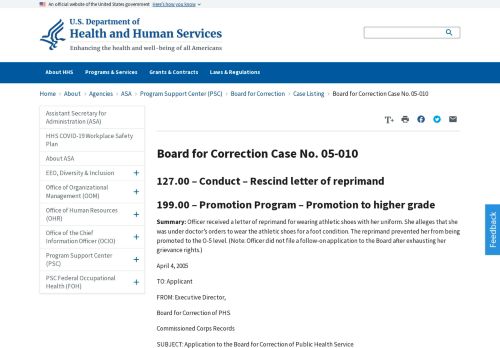 An official website of the United States government Here's how you know
U.S. Department of
Health and Human Services
Enhancing the health and well-being of all Americans
About HHS Programs & Services Grants & Contracts Laws & Regulations
Home About Agencies ASA Program Support Center (PSC) Board for Correction Case Listing Board for Correction Case No. 05-010
Assistant Secretary for
Administration (ASA)
HHS COVID-19 Workplace Safety
Plan
About ASA
EEO, Diversity & Inclusion +
Office of Organizational
Management (OOM) +
Office of Human Resources
(OHR) +
Office of the Chief
Information Officer (OCIO) +
Program Support Center
(PSC) +
PSC Federal Occupational
Health (FOH) +
T+
Board for Correction Case No. 05-010
127.00 – Conduct – Rescind letter of reprimand
199.00 – Promotion Program – Promotion to higher grade
Summary: Officer received a letter of reprimand for wearing athletic shoes with her uniform. She alleges that she
was under doctor's orders to wear the athletic shoes for a foot condition. The reprimand prevented her from being
promoted to the O-5 level. (Note: Officer did not file a follow-on application to the Board after exhausting her
grievance rights.)
April 4, 2005
TO: Applicant
FROM: Executive Director,
Board for Correction of PHS
Commissioned Corps Records
SUBJECT: Application to the Board for Correction of Public Health Service
Feedback